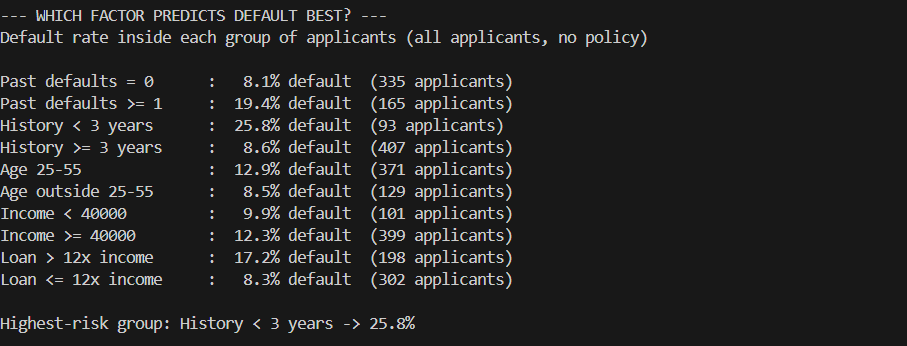 --- WHICH FACTOR PREDICTS DEFAULT BEST? ---
Default rate inside each group of applicants (all applicants, no policy)

Past defaults = 0      :   8.1% default  (335 applicants)
Past defaults >= 1     :  19.4% default  (165 applicants)
History < 3 years      :  25.8% default  (93 applicants)
History >= 3 years     :   8.6% default  (407 applicants)
Age 25-55              :  12.9% default  (371 applicants)
Age outside 25-55      :   8.5% default  (129 applicants)
Income < 40000         :   9.9% default  (101 applicants)
Income >= 40000        :  12.3% default  (399 applicants)
Loan > 12x income      :  17.2% default  (198 applicants)
Loan <= 12x income     :   8.3% default  (302 applicants)

Highest-risk group: History < 3 years -> 25.8%